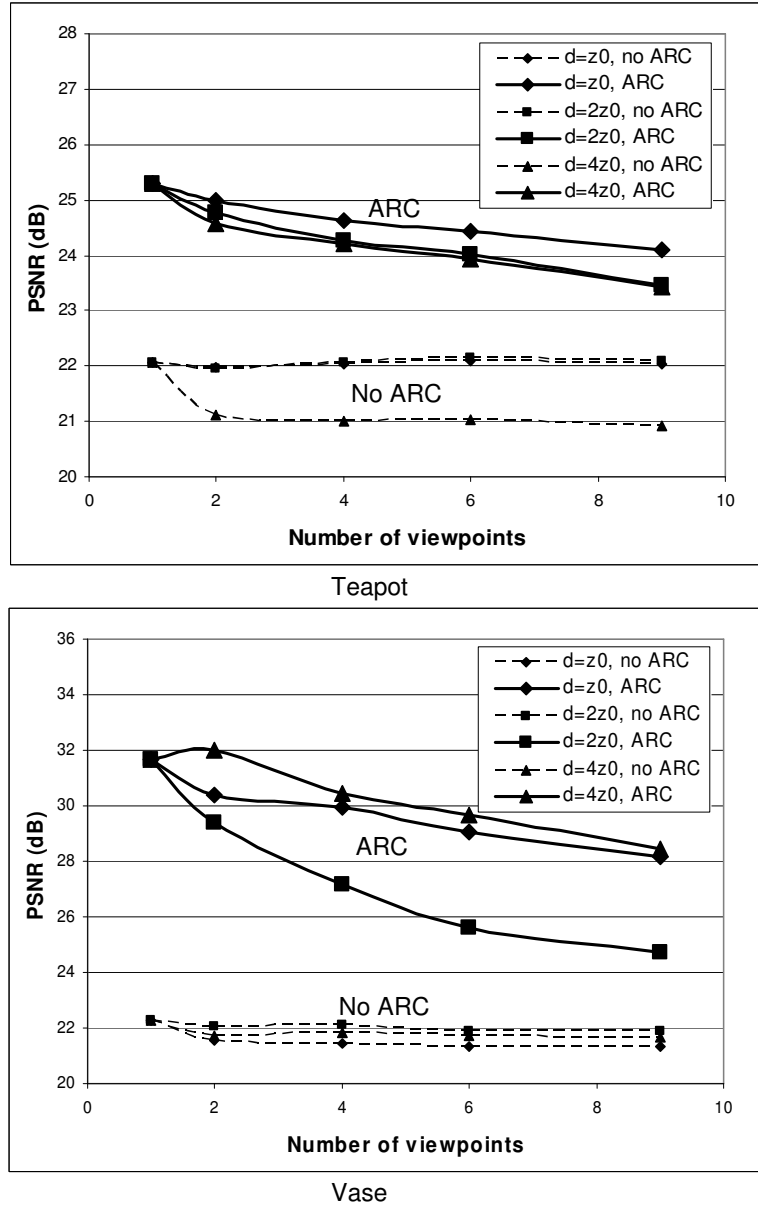 28
27
26
25
24
23
22
21
20
PSNR (dB)
d=z0, no ARC
d=z0, ARC
d=2z0, no ARC
d=2z0, ARC
d=4z0, no ARC
d=4z0, ARC
ARC
No ARC
0 2 4 6 8 10
Number of viewpoints
Teapot
36
34
32
30
28
26
24
22
20
PSNR (dB)
d=z0, no ARC
d=z0, ARC
d=2z0, no ARC
d=2z0, ARC
d=4z0, no ARC
d=4z0, ARC
ARC
No ARC
0 2 4 6 8 10
Number of viewpoints
Vase